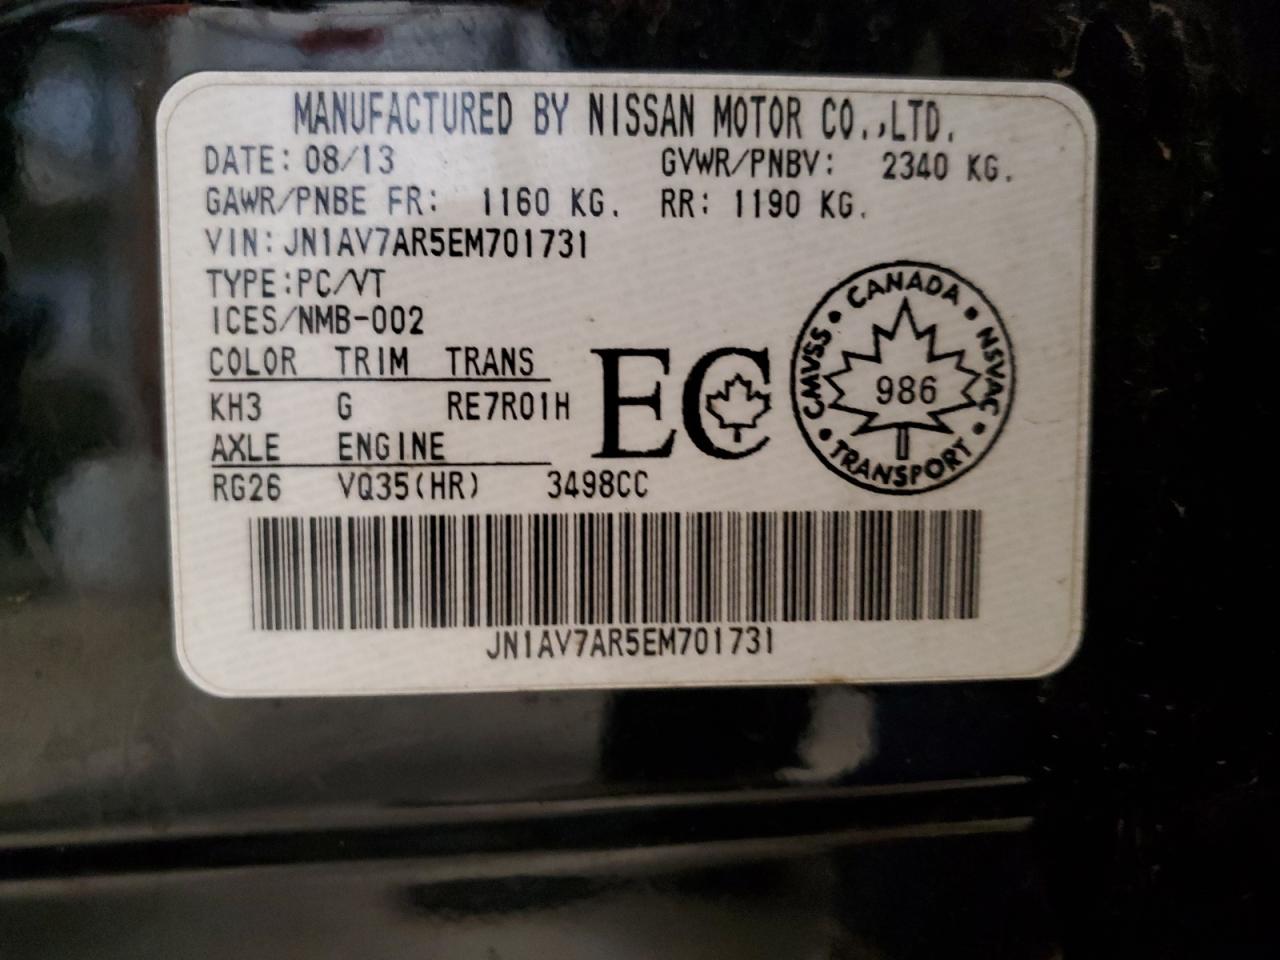 MANUFACTURED BY NISSAN MOTOR CO.,LTD.
DATE: 08/13 GVWR/PNBV: 2340 KG.
GAWR/PNBE FR: 1160 KG. RR: 1190 KG.
VIN: JN1AV7AR5EM701731
TYPE:PC/VT
ICES/NMB-002
COLOR TRIM TRANS
KH3 G RE7R01H
AXLE ENGINE
RG26 VQ35(HR) 3498CC
EC
CANADA • NSVAC • TRANSPORT • CMVSS •
986
JN1AV7AR5EM701731